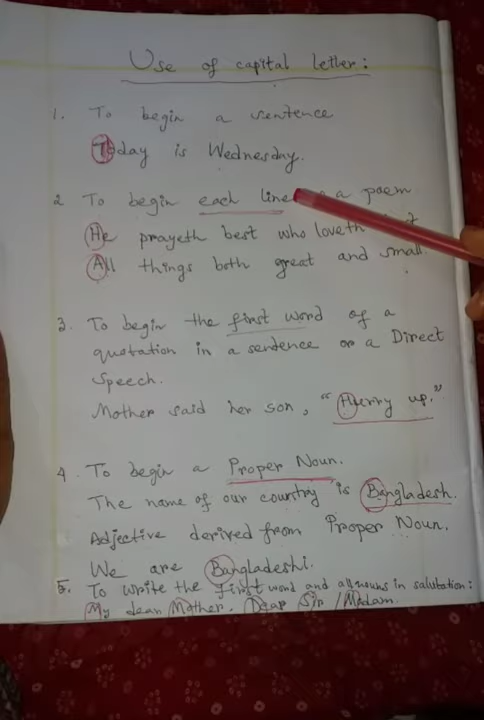 Use of capital letter:
1. To begin a sentence
Today is Wednesday.
2. To begin each line a poem
He prayeth best who loveth
All things both great and small.
3. To begin the first word of a
quotation in a sentence or a Direct
Speech.
Mother said her son, "Hurry up."
4. To begin a Proper Noun.
The name of our country is Bangladesh.
Adjective derived from Proper Noun.
We are Bangladeshi.
5. To write the first word and all nouns in salutation:
My dear Mother. Dear Sir / Madam.